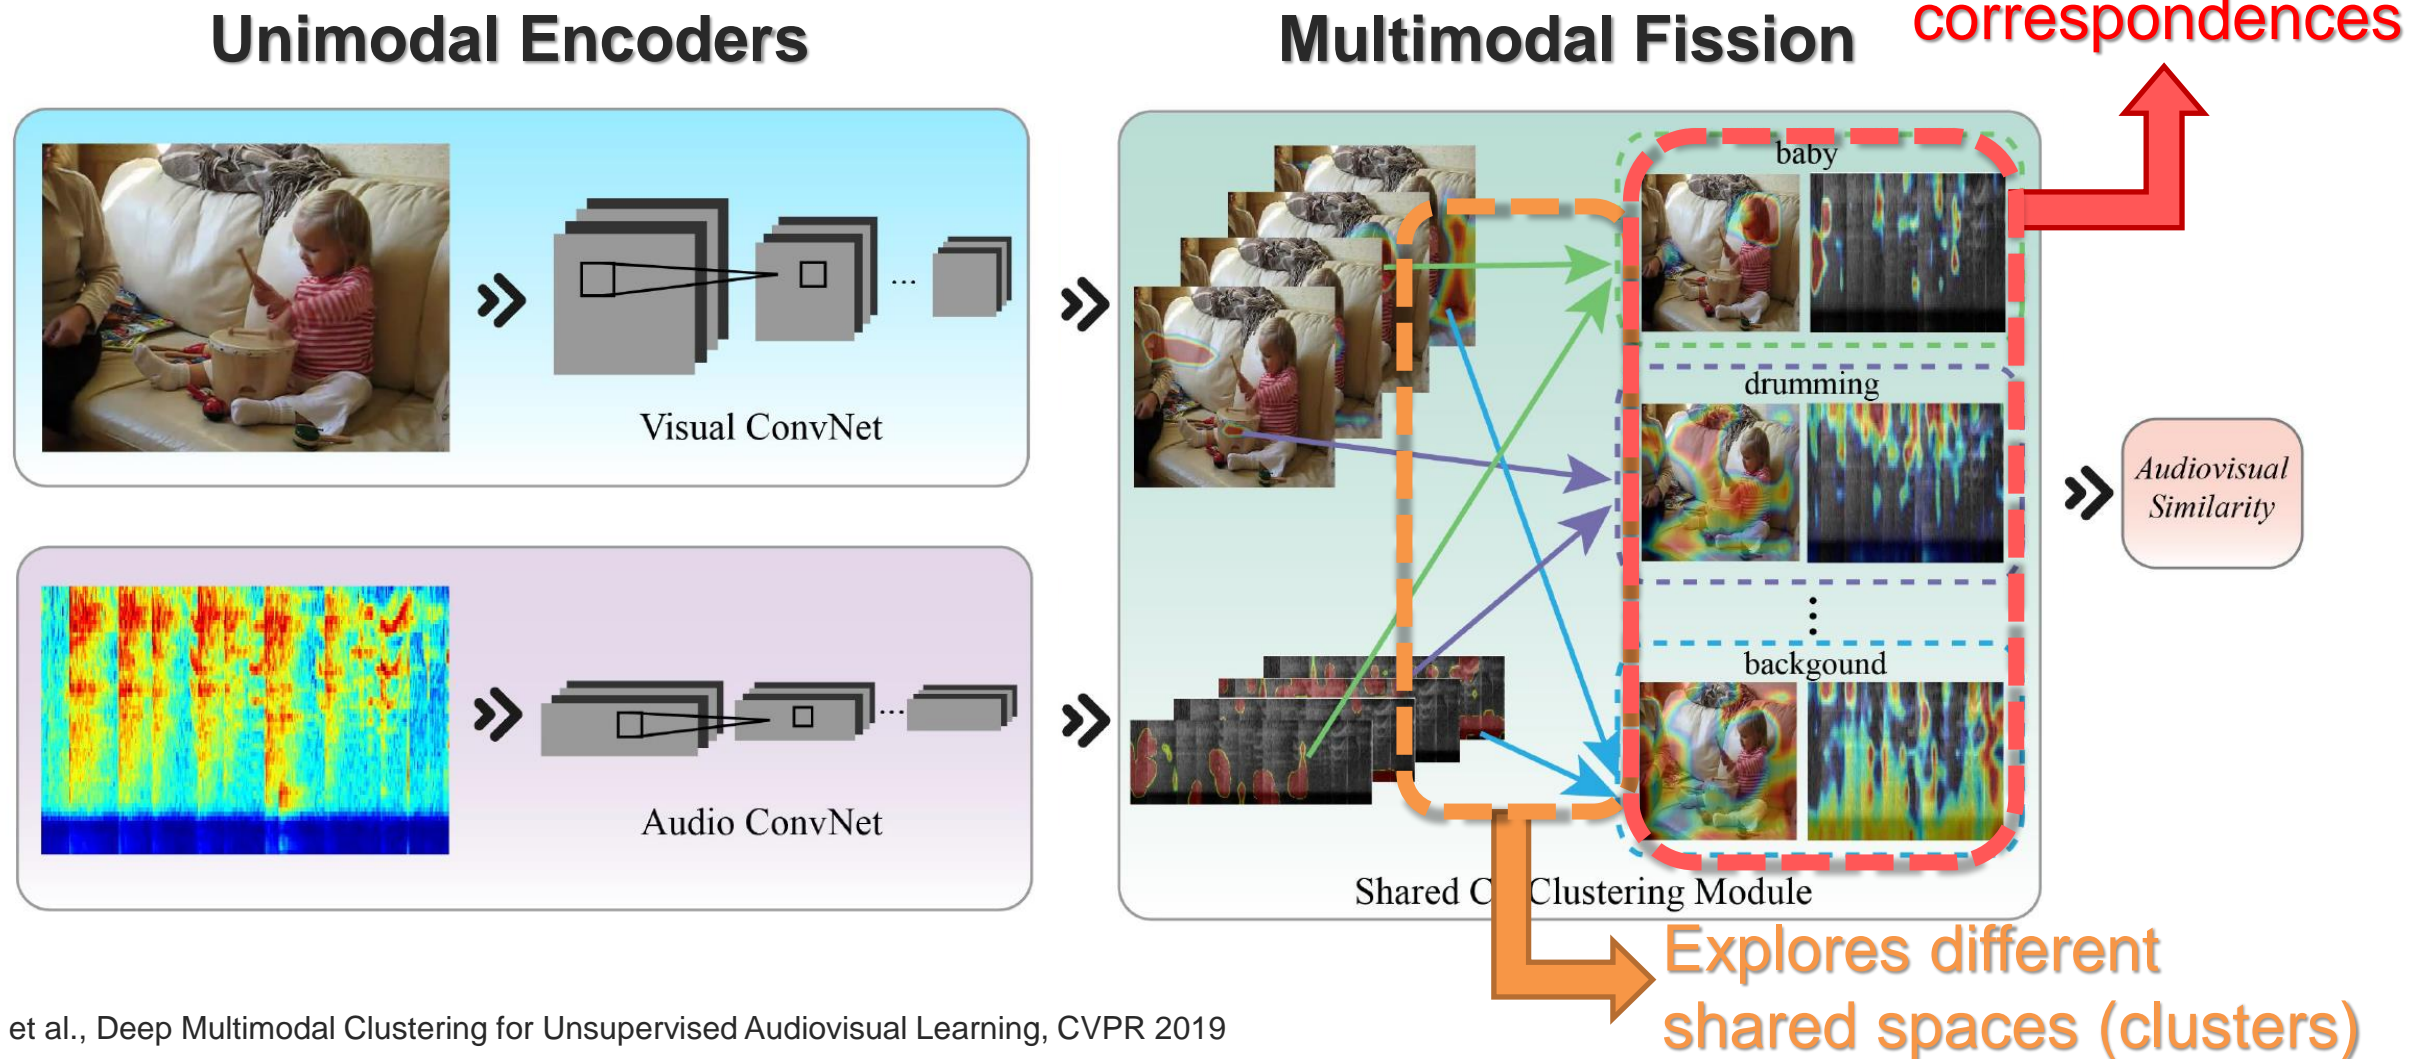 Unimodal Encoders
Multimodal Fission
correspondences
Visual ConvNet
...
Audio ConvNet
...
baby
drumming
backgound
Shared C Clustering Module
Audiovisual
Similarity
Explores different
shared spaces (clusters)
et al., Deep Multimodal Clustering for Unsupervised Audiovisual Learning, CVPR 2019